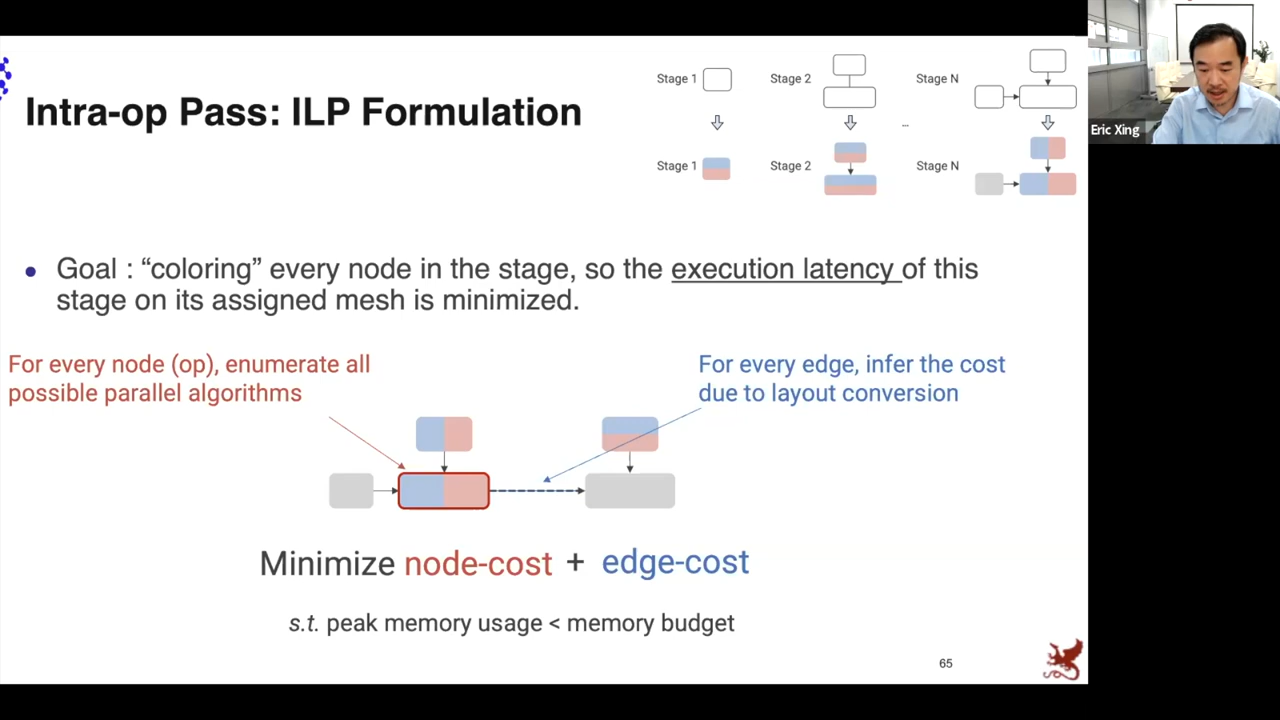 Intra-op Pass: ILP Formulation
Stage 1
Stage 2
Stage N
...
Stage 1
Stage 2
Stage N
Eric Xing
• Goal : “coloring” every node in the stage, so the execution latency of this
stage on its assigned mesh is minimized.
For every node (op), enumerate all
possible parallel algorithms
For every edge, infer the cost
due to layout conversion
Minimize node-cost + edge-cost
s.t. peak memory usage < memory budget
65